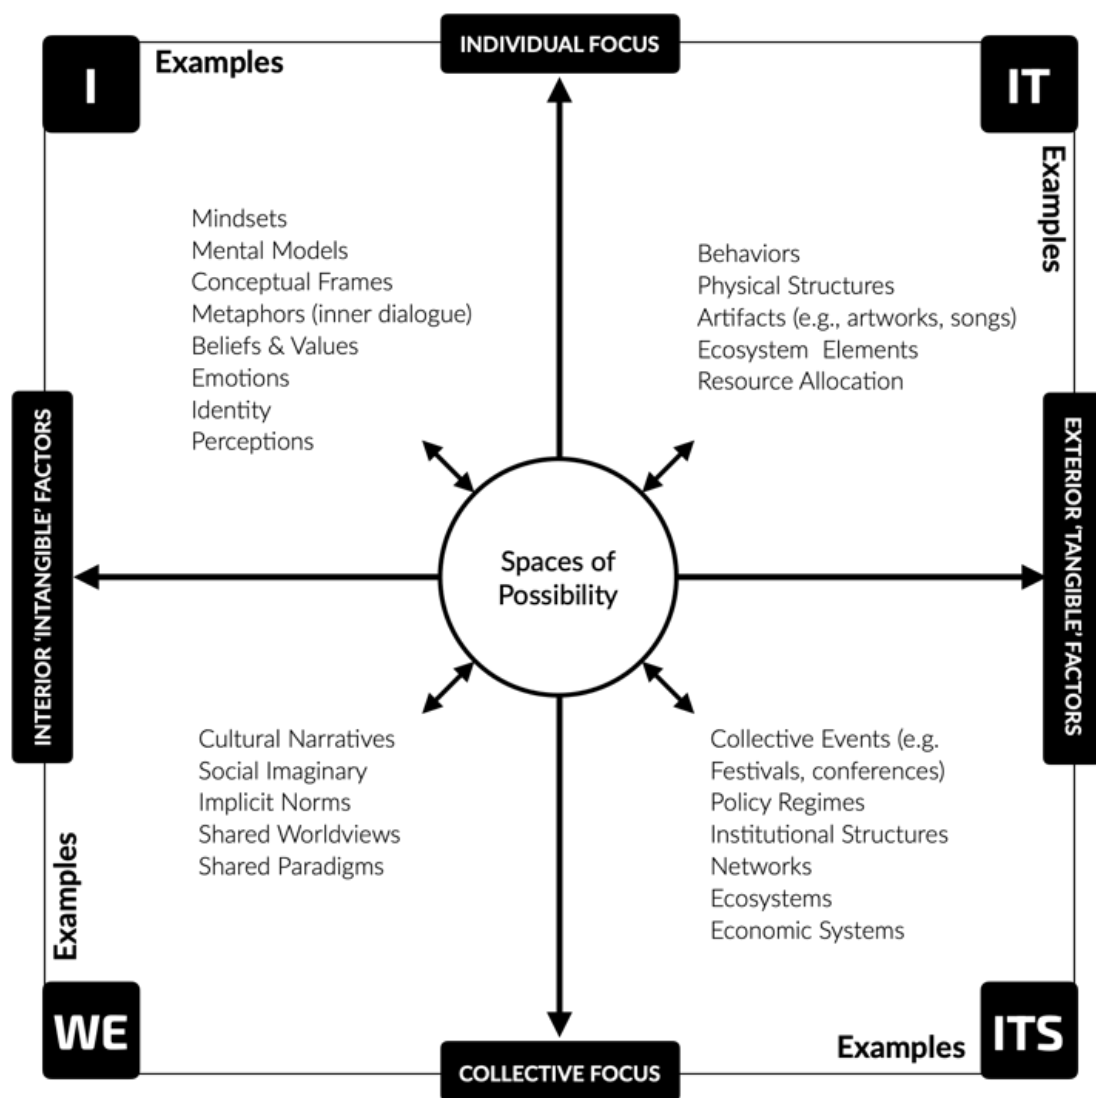 INDIVIDUAL FOCUS
I
Examples
IT
Examples
Mindsets
Mental Models
Conceptual Frames
Metaphors (inner dialogue)
Beliefs & Values
Emotions
Identity
Perceptions
Behaviors
Physical Structures
Artifacts (e.g., artworks, songs)
Ecosystem Elements
Resource Allocation
INTERIOR ‘INTANGIBLE’ FACTORS
EXTERIOR ‘TANGIBLE’ FACTORS
Spaces of
Possibility
Cultural Narratives
Social Imaginary
Implicit Norms
Shared Worldviews
Shared Paradigms
Collective Events (e.g.
Festivals, conferences)
Policy Regimes
Institutional Structures
Networks
Ecosystems
Economic Systems
Examples
WE
Examples
ITS
COLLECTIVE FOCUS